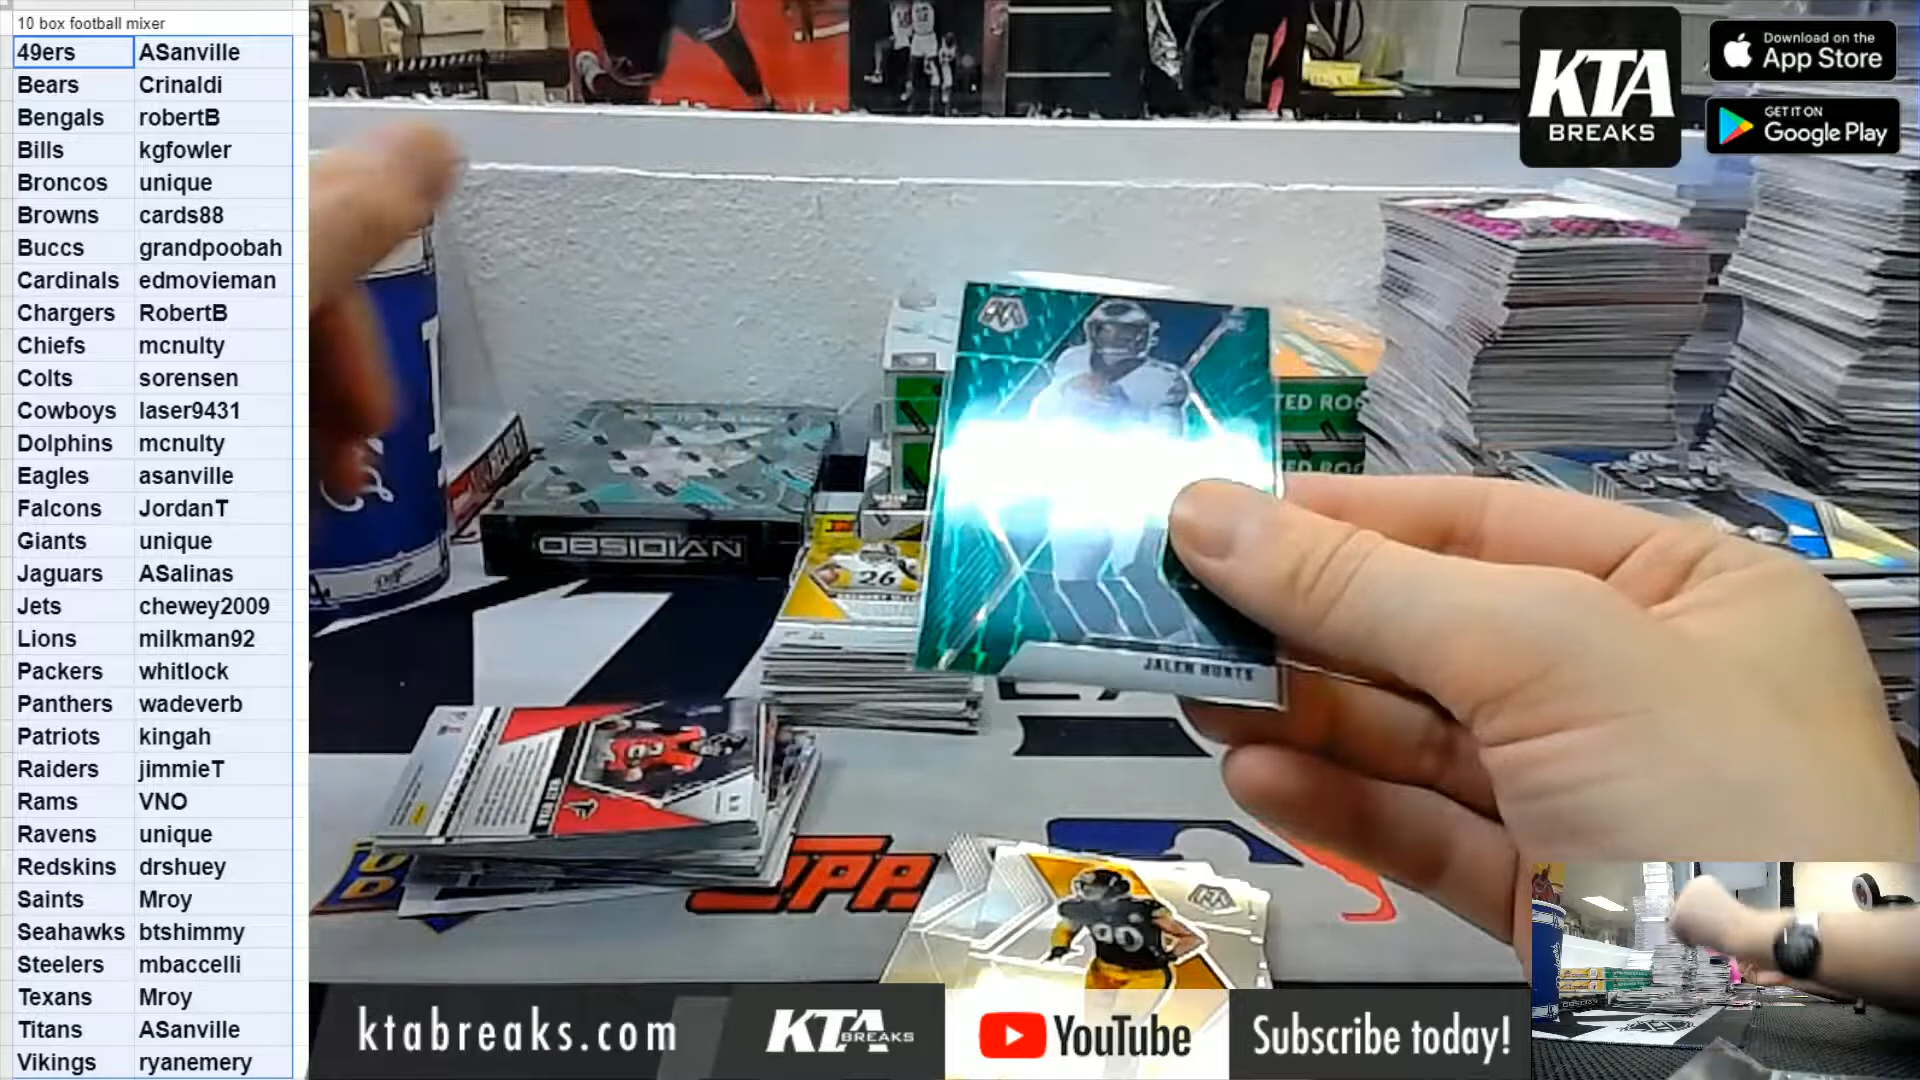 10 box football mixer
49ers ASanville
Bears Crinaldi
Bengals robertB
Bills kgfowler
Broncos unique
Browns cards88
Buccs grandpoobah
Cardinals edmovieman
Chargers RobertB
Chiefs mcnulty
Colts sorensen
Cowboys laser9431
Dolphins mcnulty
Eagles asanville
Falcons JordanT
Giants unique
Jaguars ASalinas
Jets chewey2009
Lions milkman92
Packers whitlock
Panthers wadeverb
Patriots kingah
Raiders jimmieT
Rams VNO
Ravens unique
Redskins drshuey
Saints Mroy
Seahawks btshimmy
Steelers mbaccelli
Texans Mroy
Titans ASanville
Vikings ryanemery
KTA
BREAKS
Download on the
App Store
GET IT ON
Google Play
OBSIDIAN
26
JALEN HURTS
90
ktabreaks.com
KTA BREAKS
YouTube
Subscribe today!